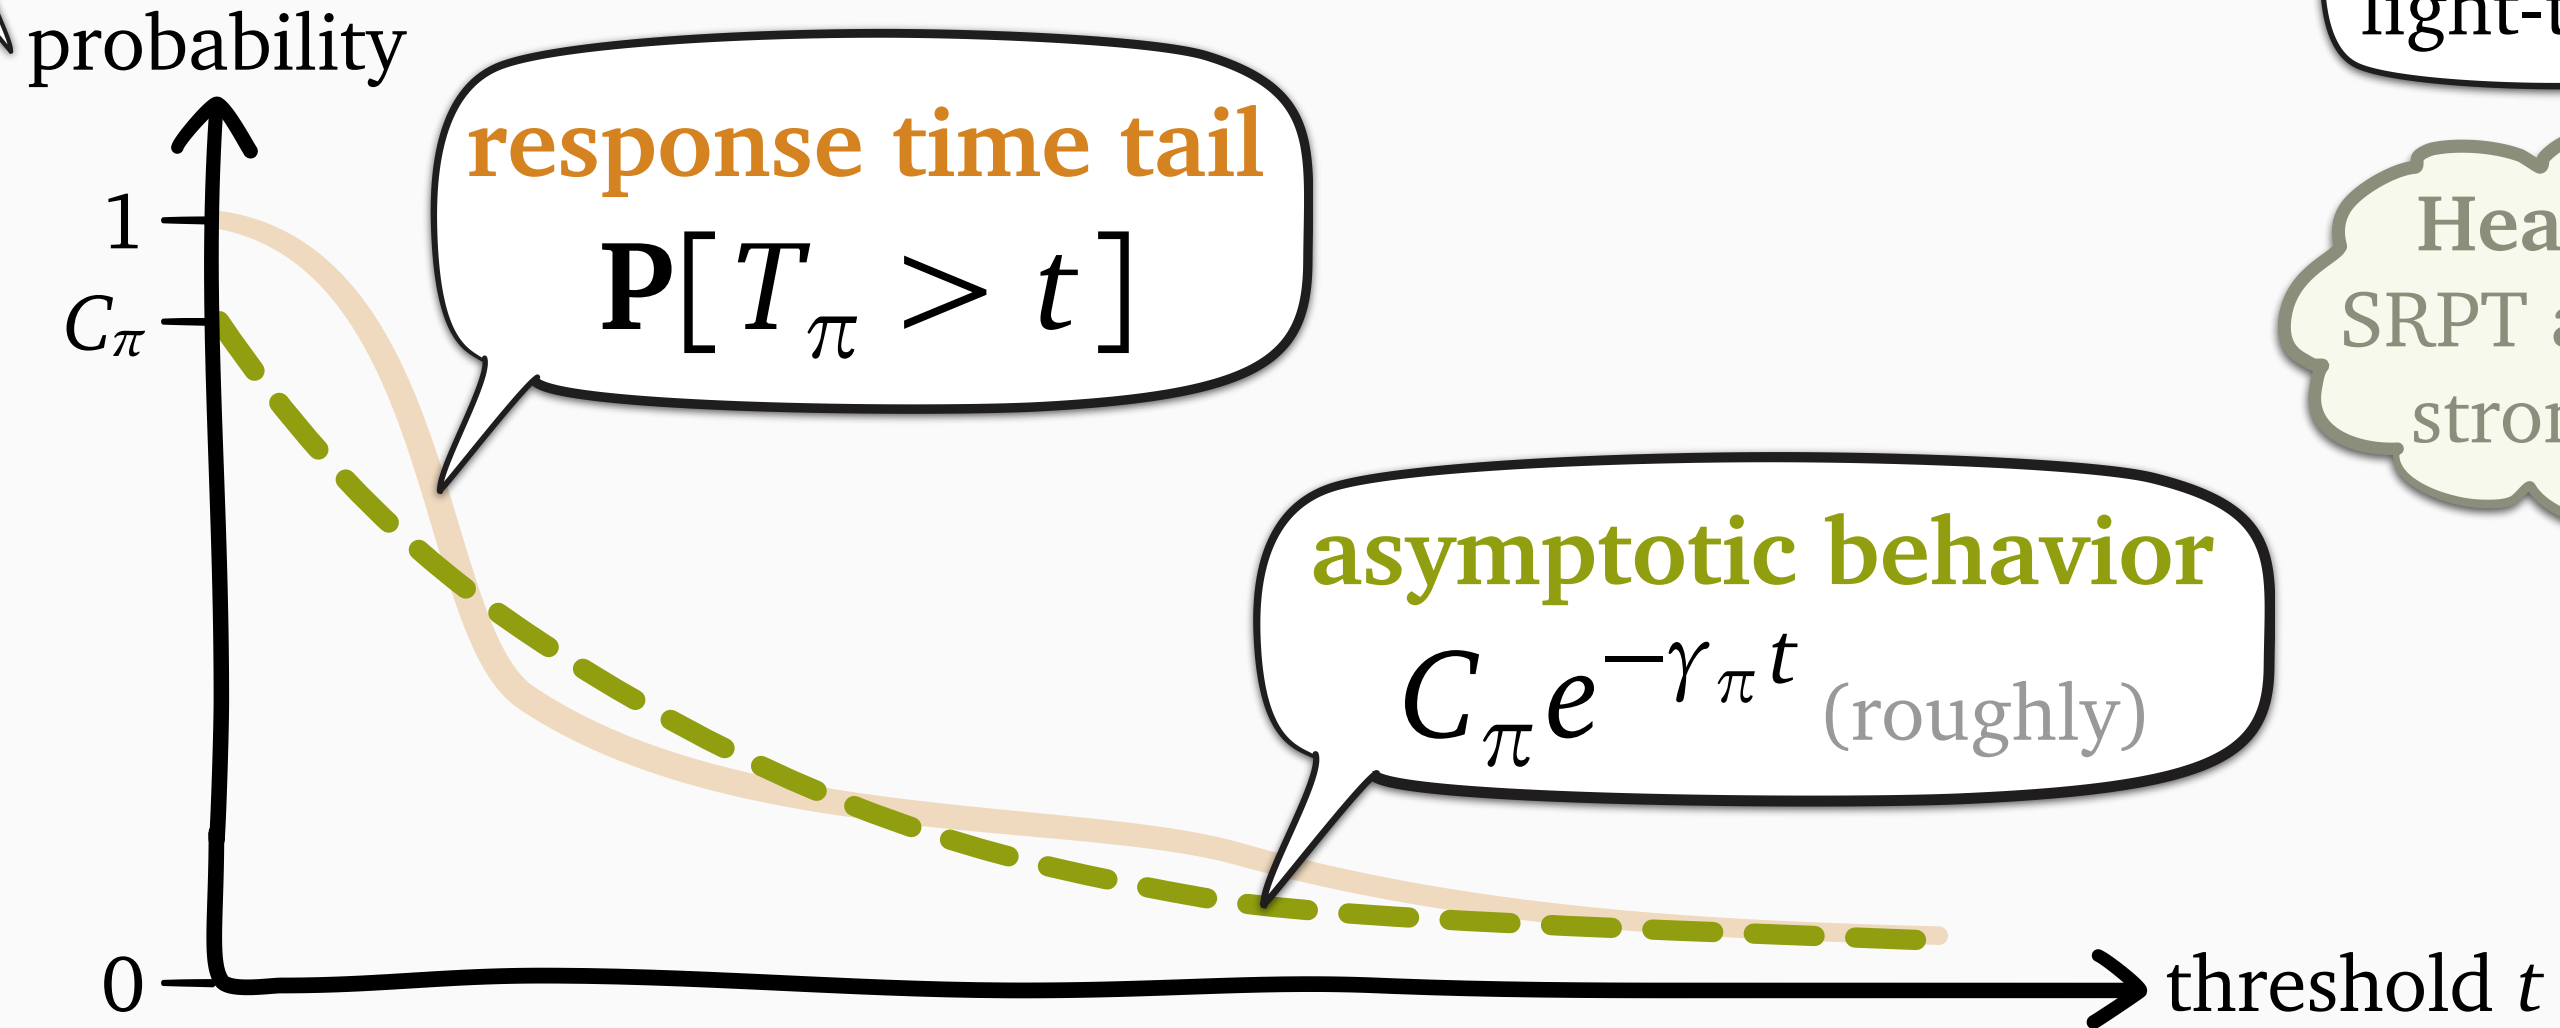 probability
1
C_π
0
response time tail
P[T_π > t]
asymptotic behavior
C_π e^{−γ_π t} (roughly)
threshold t
SRPT